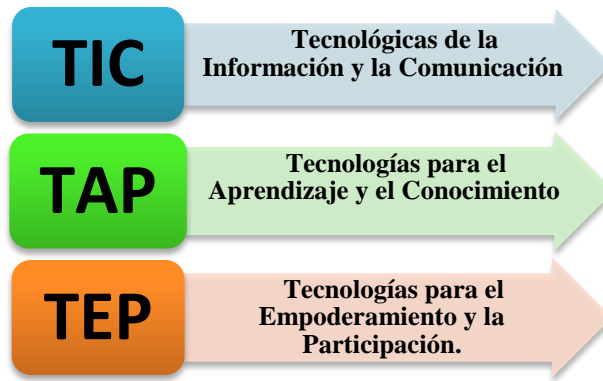 TIC
Tecnológicas de la
Información y la Comunicación
TAP
Tecnologías para el
Aprendizaje y el Conocimiento
TEP
Tecnologías para el
Empoderamiento y la
Participación.